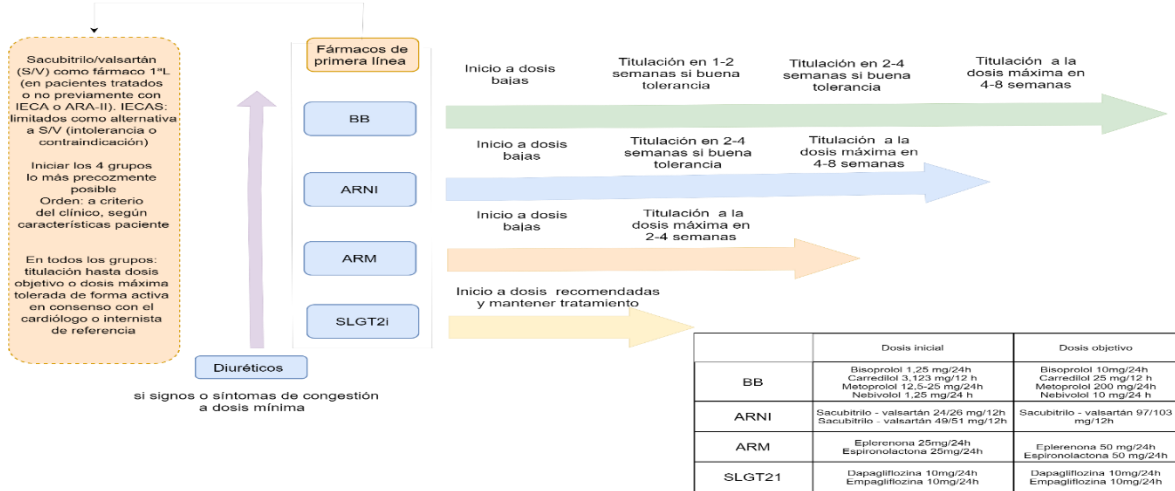 Sacubitrilo/valsartán
(S/V) como fármaco 1ªL
(en pacientes tratados
o no previamente con
IECA o ARA-II). IECAS:
limitados como alternativa
a S/V (intolerancia o
contraindicación)
Iniciar los 4 grupos
lo más precozmente
posible
Orden: a criterio
del clínico, según
características paciente
En todos los grupos:
titulación hasta dosis
objetivo o dosis máxima
tolerada de forma activa
en consenso con el
cardiólogo o internista
de referencia
Diuréticos
si signos o síntomas de congestión
a dosis mínima
Fármacos de
primera línea
BB
Inicio a dosis
bajas
Titulación en 1-2
semanas si buena
tolerancia
Titulación en 2-4
semanas si buena
tolerancia
Titulación a la
dosis máxima en
4-8 semanas
ARNI
Inicio a dosis
bajas
Titulación en 2-4
semanas si buena
tolerancia
Titulación a la
dosis máxima en
4-8 semanas
ARM
Inicio a dosis
bajas
Titulación a la
dosis máxima en
2-4 semanas
SLGT2i
Inicio a dosis recomendadas
y mantener tratamiento
Dosis inicial
Dosis objetivo
BB
Bisoprolol 1,25 mg/24h
Carredilol 3,123 mg/12 h
Metoprolol 12,5-25 mg/24h
Nebivolol 1,25 mg/24 h
Bisoprolol 10mg/24h
Carredilol 25 mg/12 h
Metoprolol 200 mg/24h
Nebivolol 10 mg/24 h
ARNI
Sacubitrilo - valsartán 24/26 mg/12h
Sacubitrilo - valsartán 49/51 mg/12h
Sacubitrilo - valsartán 97/103
mg/12h
ARM
Eplerenona 25mg/24h
Espironolactona 25mg/24h
Eplerenona 50 mg/24h
Espironolactona 50 mg/24h
SLGT21
Dapagliflozina 10mg/24h
Empagliflozina 10mg/24h
Dapagliflozina 10mg/24h
Empaglifozina 10mg/24h